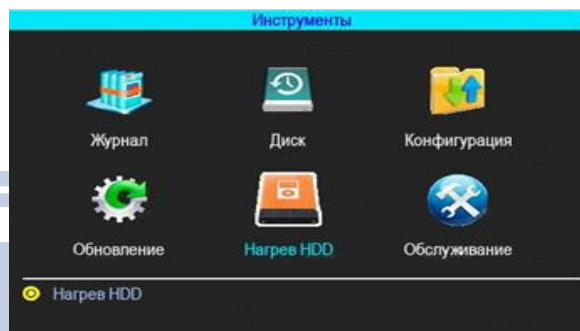 Инструменты
Журнал
Диск
Конфигурация
Обновление
Нагрев HDD
Обслуживание
Нагрев HDD